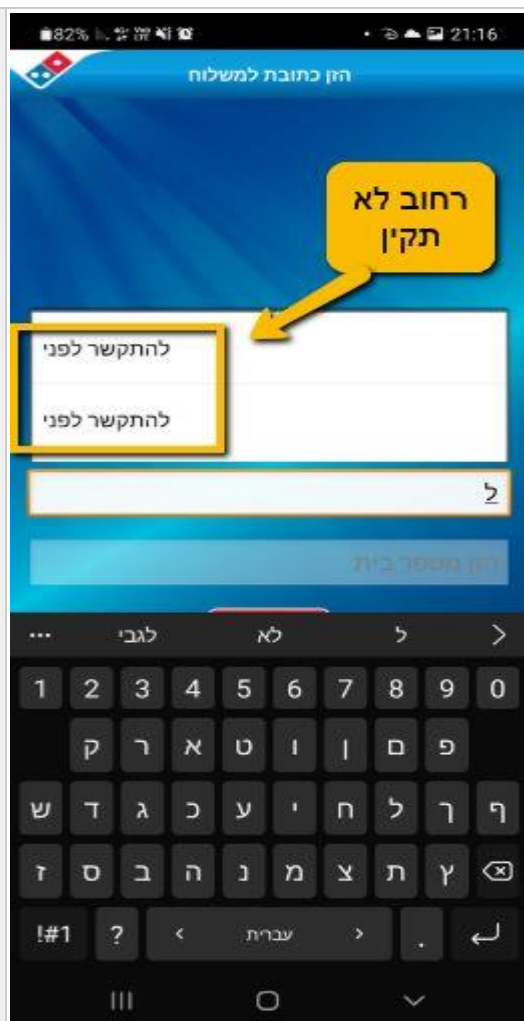 82% 21:16
הזן כתובת למשלוח
רחוב לא
תקין
להתקשר לפני
להתקשר לפני
ל
הזן מספר בית
... לגבי לא ל >
1 2 3 4 5 6 7 8 9 0
ק ר א ט ו ן ם פ
ש ד ג כ ע י ח ל ך ף
ז ס ב ה נ מ צ ת ץ
!#1 ? < עברית > .